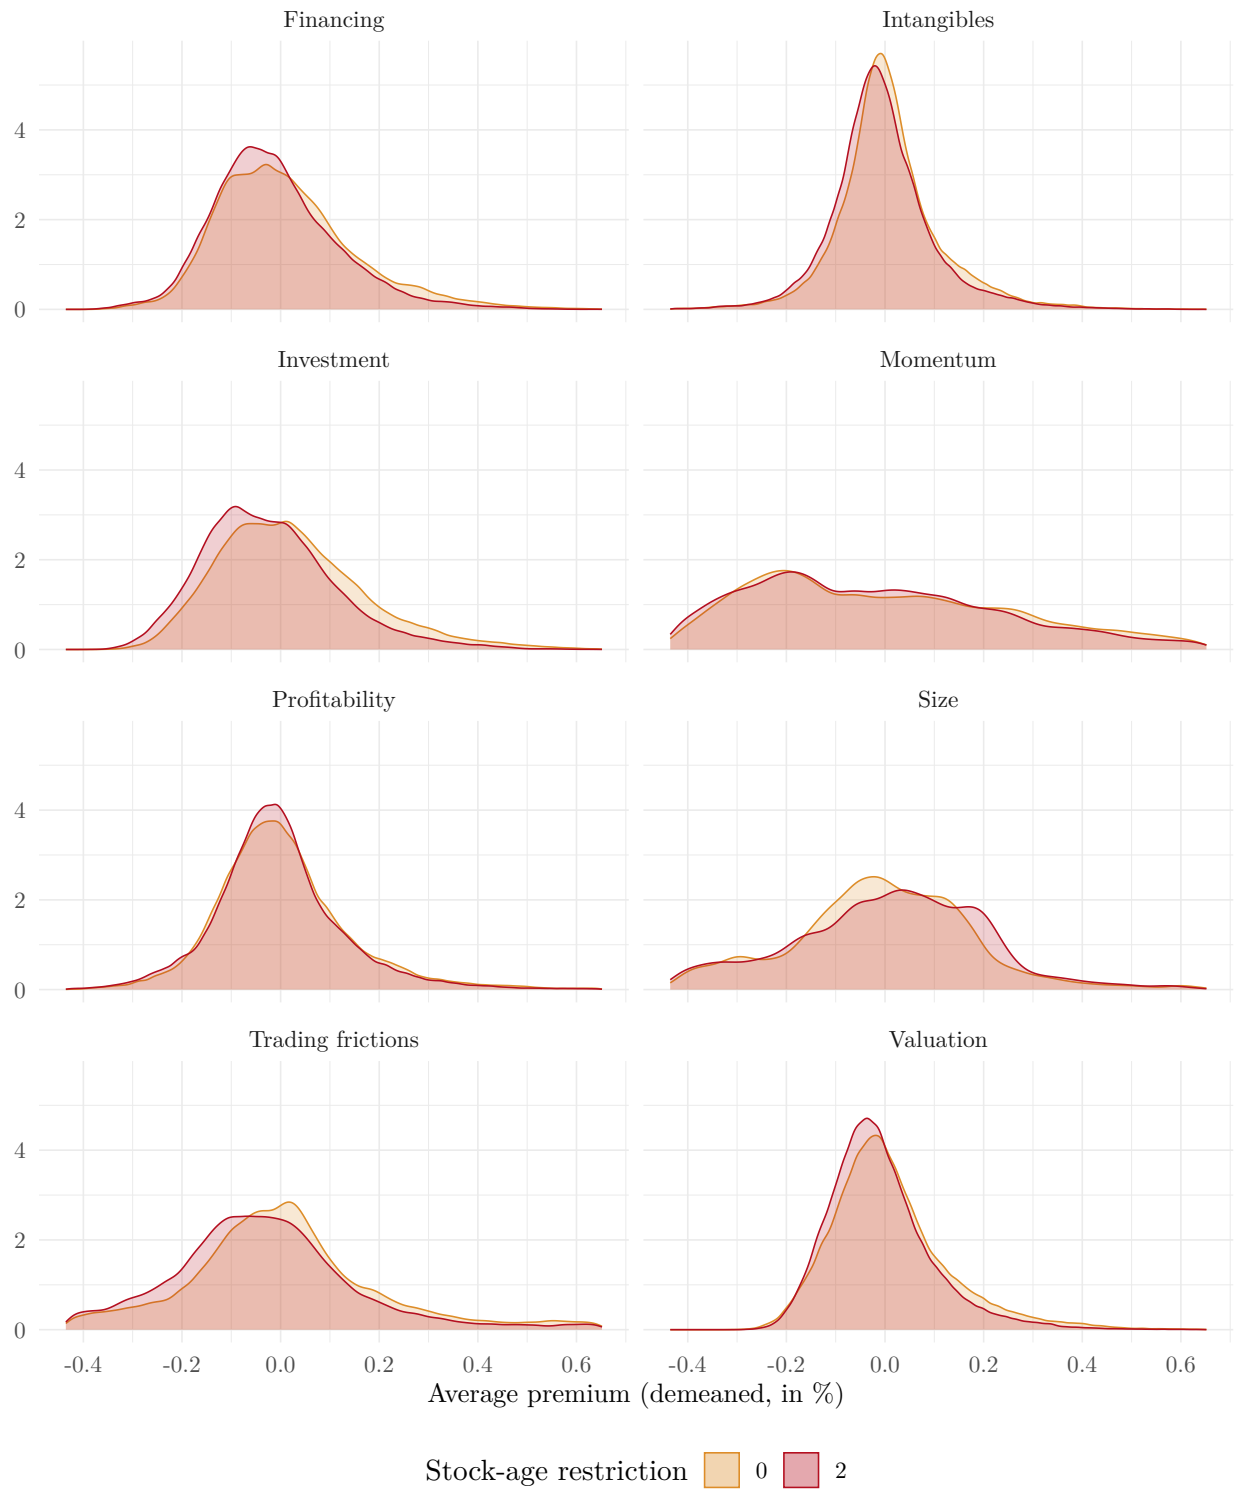 Financing
Intangibles
4
2
0
Investment
Momentum
4
2
0
Profitability
Size
4
2
0
Trading frictions
Valuation
4
2
0
-0.4 -0.2 0.0 0.2 0.4 0.6
-0.4 -0.2 0.0 0.2 0.4 0.6
Average premium (demeaned, in %)
Stock-age restriction 0 2